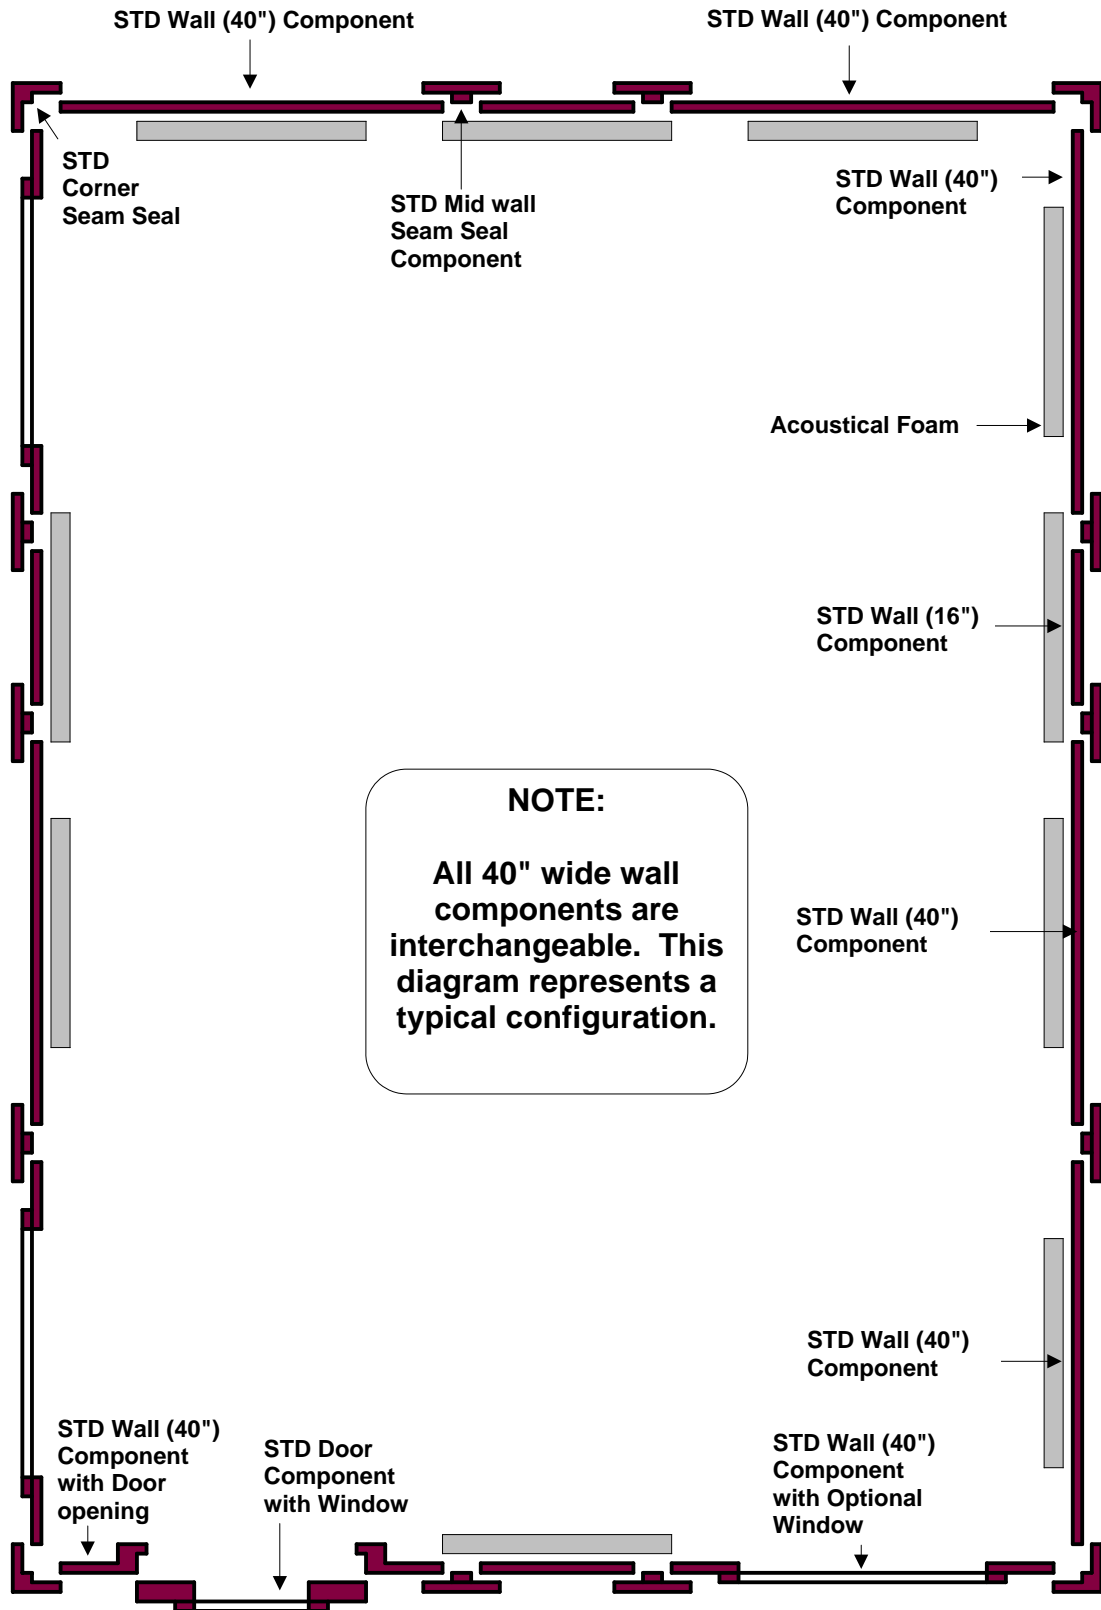 STD Wall (40") Component
STD Wall (40") Component
STD
Corner
Seam Seal
STD Mid wall
Seam Seal
Component
STD Wall (40")
Component
Acoustical Foam
STD Wall (16")
Component
NOTE:
All 40" wide wall
components are
interchangeable. This
diagram represents a
typical configuration.
STD Wall (40")
Component
STD Wall (40")
Component
STD Wall (40")
Component
with Door
opening
STD Door
Component
with Window
STD Wall (40")
Component
with Optional
Window